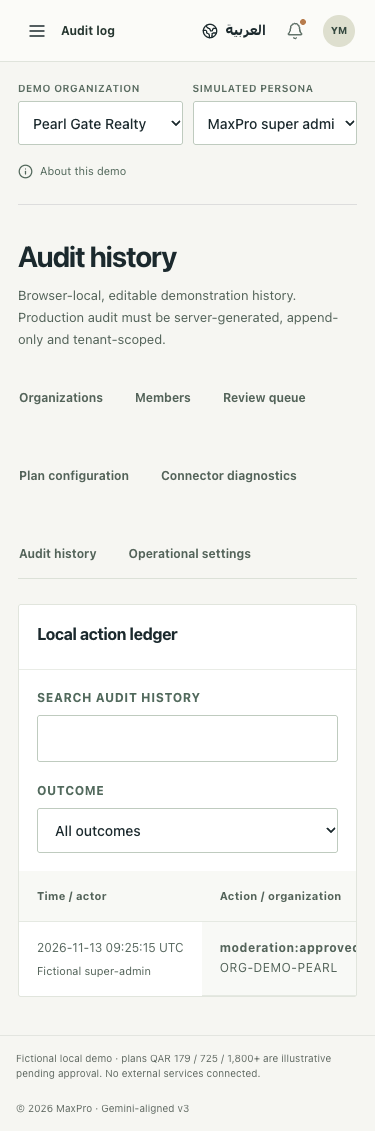 Audit log
العربية
YM
DEMO ORGANIZATION
SIMULATED PERSONA
Pearl Gate Realty
MaxPro super admi
About this demo
Audit history
Browser-local, editable demonstration history.
Production audit must be server-generated, append-
only and tenant-scoped.
Organizations
Members
Review queue
Plan configuration
Connector diagnostics
Audit history
Operational settings
Local action ledger
SEARCH AUDIT HISTORY
OUTCOME
All outcomes
Time / actor
Action / organization
2026-11-13 09:25:15 UTC
moderation:approved
Fictional super-admin
ORG-DEMO-PEARL
Fictional local demo · plans QAR 179 / 725 / 1,800+ are illustrative
pending approval. No external services connected.
© 2026 MaxPro · Gemini-aligned v3